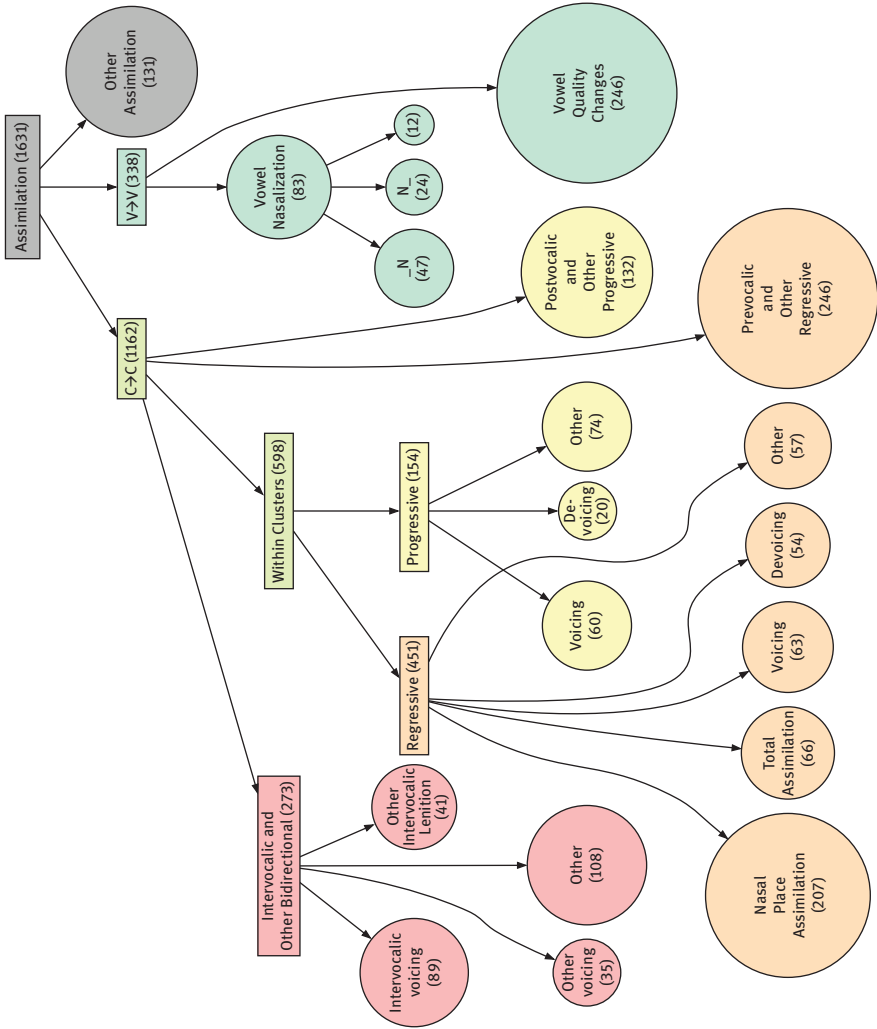 Assimilation (1631)
Other
Assimilation
(131)
C→C (1162)
V→V (338)
Intervocalic and
Other Bidirectional (273)
Within Clusters (598)
Vowel
Nasalization
(83)
Intervocalic
voicing
(89)
Other
Intervocalic
Lenition
(41)
Regressive (451)
Progressive (154)
_N
(47)
N_
(24)
(12)
Other
voicing
(35)
Other
(108)
Voicing
(60)
De-
voicing
(20)
Other
(74)
Postvocalic
and
Other
Progressive
(132)
Vowel
Quality
Changes
(246)
Nasal
Place
Assimilation
(207)
Total
Assimilation
(66)
Voicing
(63)
Devoicing
(54)
Other
(57)
Prevocalic
and
Other
Regressive
(246)